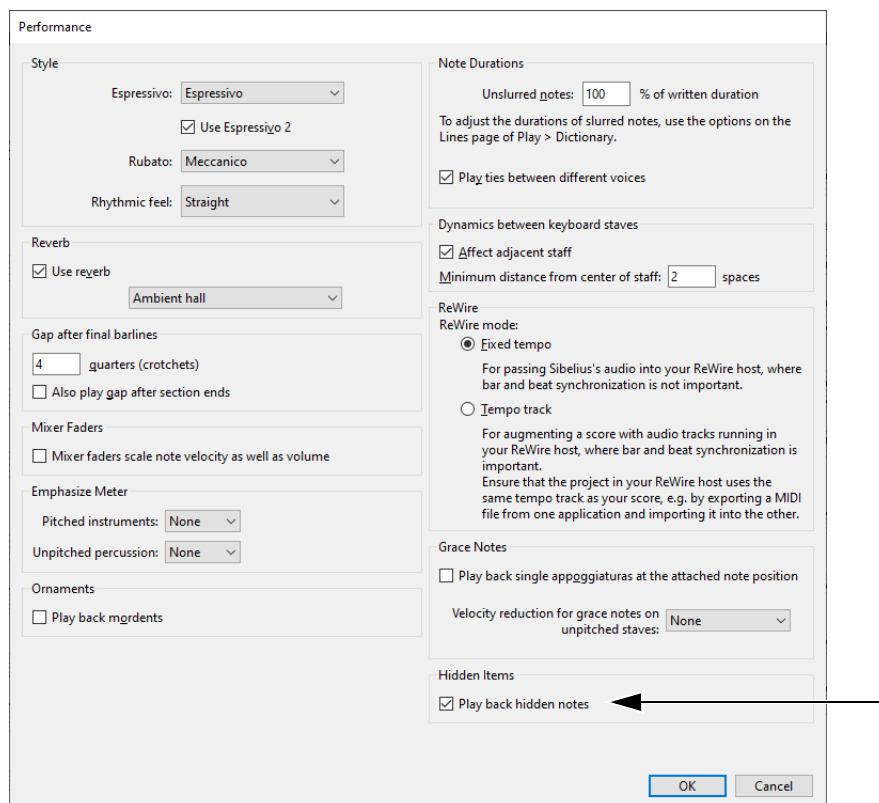 Performance
Style
Espressivo: Espressivo
Use Espressivo 2
Rubato: Meccanico
Rhythmic feel: Straight
Reverb
Use reverb
Ambient hall
Gap after final barlines
4 quarters (crotchets)
Also play gap after section ends
Mixer Faders
Mixer faders scale note velocity as well as volume
Emphasize Meter
Pitched instruments: None
Unpitched percussion: None
Ornaments
Play back mordents
Note Durations
Unslurred notes: 100 % of written duration
To adjust the durations of slurred notes, use the options on the
Lines page of Play > Dictionary.
Play ties between different voices
Dynamics between keyboard staves
Affect adjacent staff
Minimum distance from center of staff: 2 spaces
ReWire
ReWire mode:
Fixed tempo
For passing Sibelius's audio into your ReWire host, where
bar and beat synchronization is not important.
Tempo track
For augmenting a score with audio tracks running in
your ReWire host, where bar and beat synchronization is
important.
Ensure that the project in your ReWire host uses the
same tempo track as your score, e.g. by exporting a MIDI
file from one application and importing it into the other.
Grace Notes
Play back single appoggiaturas at the attached note position
Velocity reduction for grace notes on
unpitched staves: None
Hidden Items
Play back hidden notes
OK Cancel